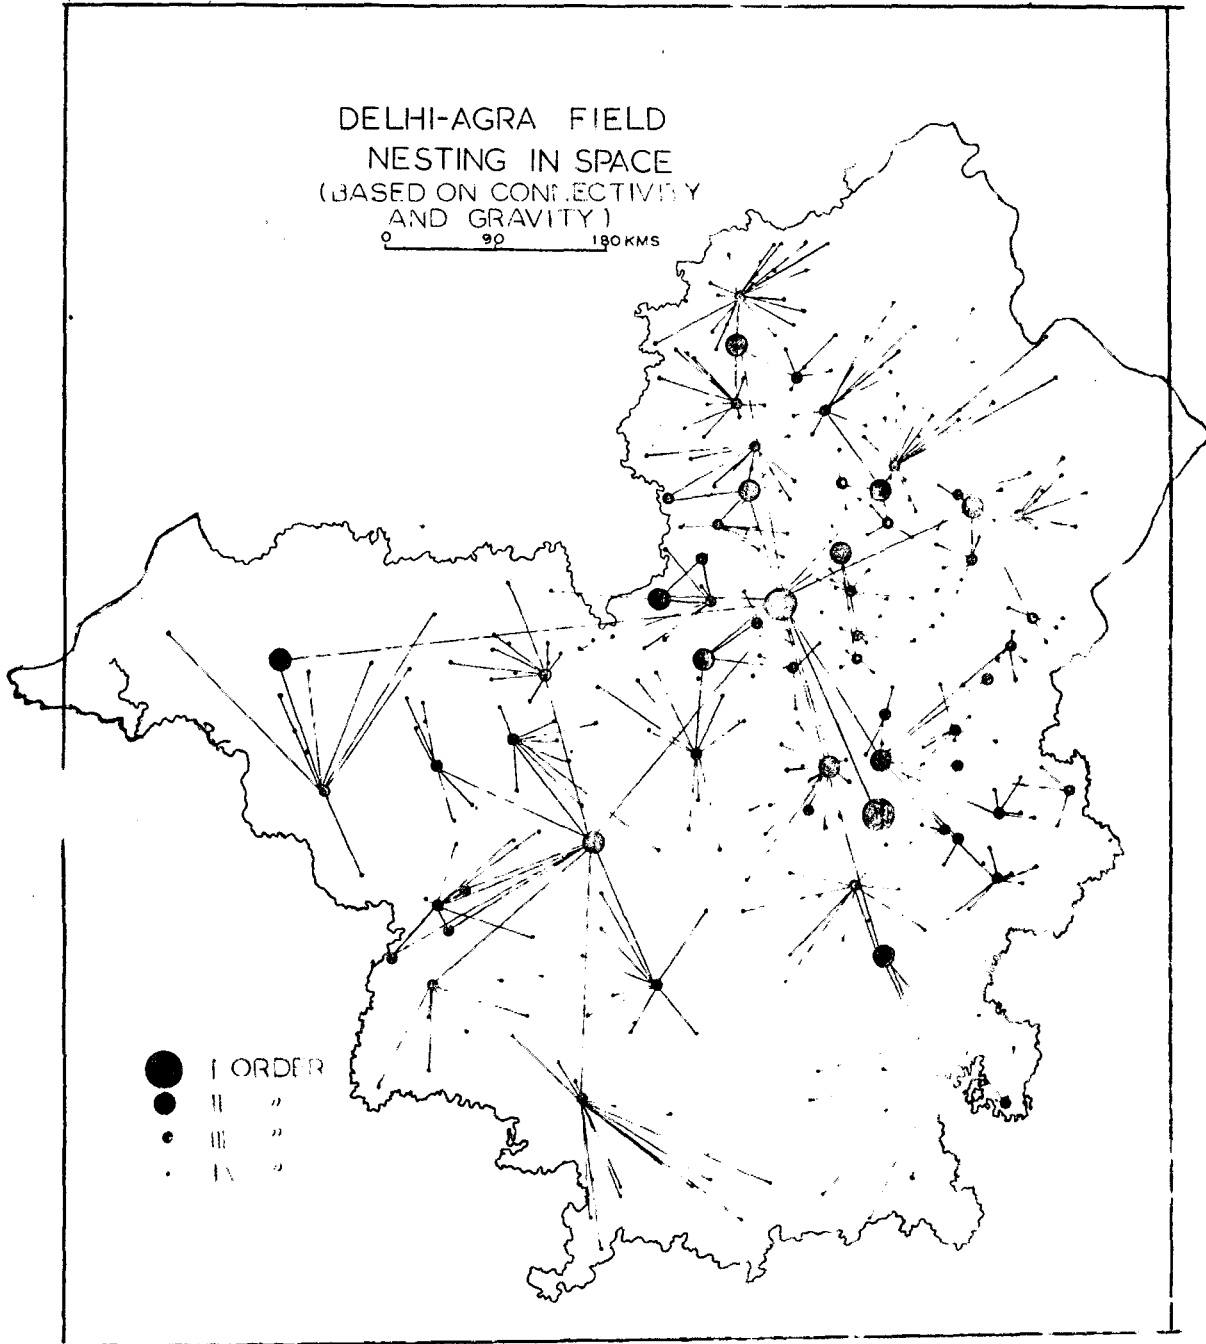 DELHI-AGRA FIELD
NESTING IN SPACE
(BASED ON CONNECTIVITY
AND GRAVITY)
0 90 180 KMS
I ORDER
II "
III "
IV "